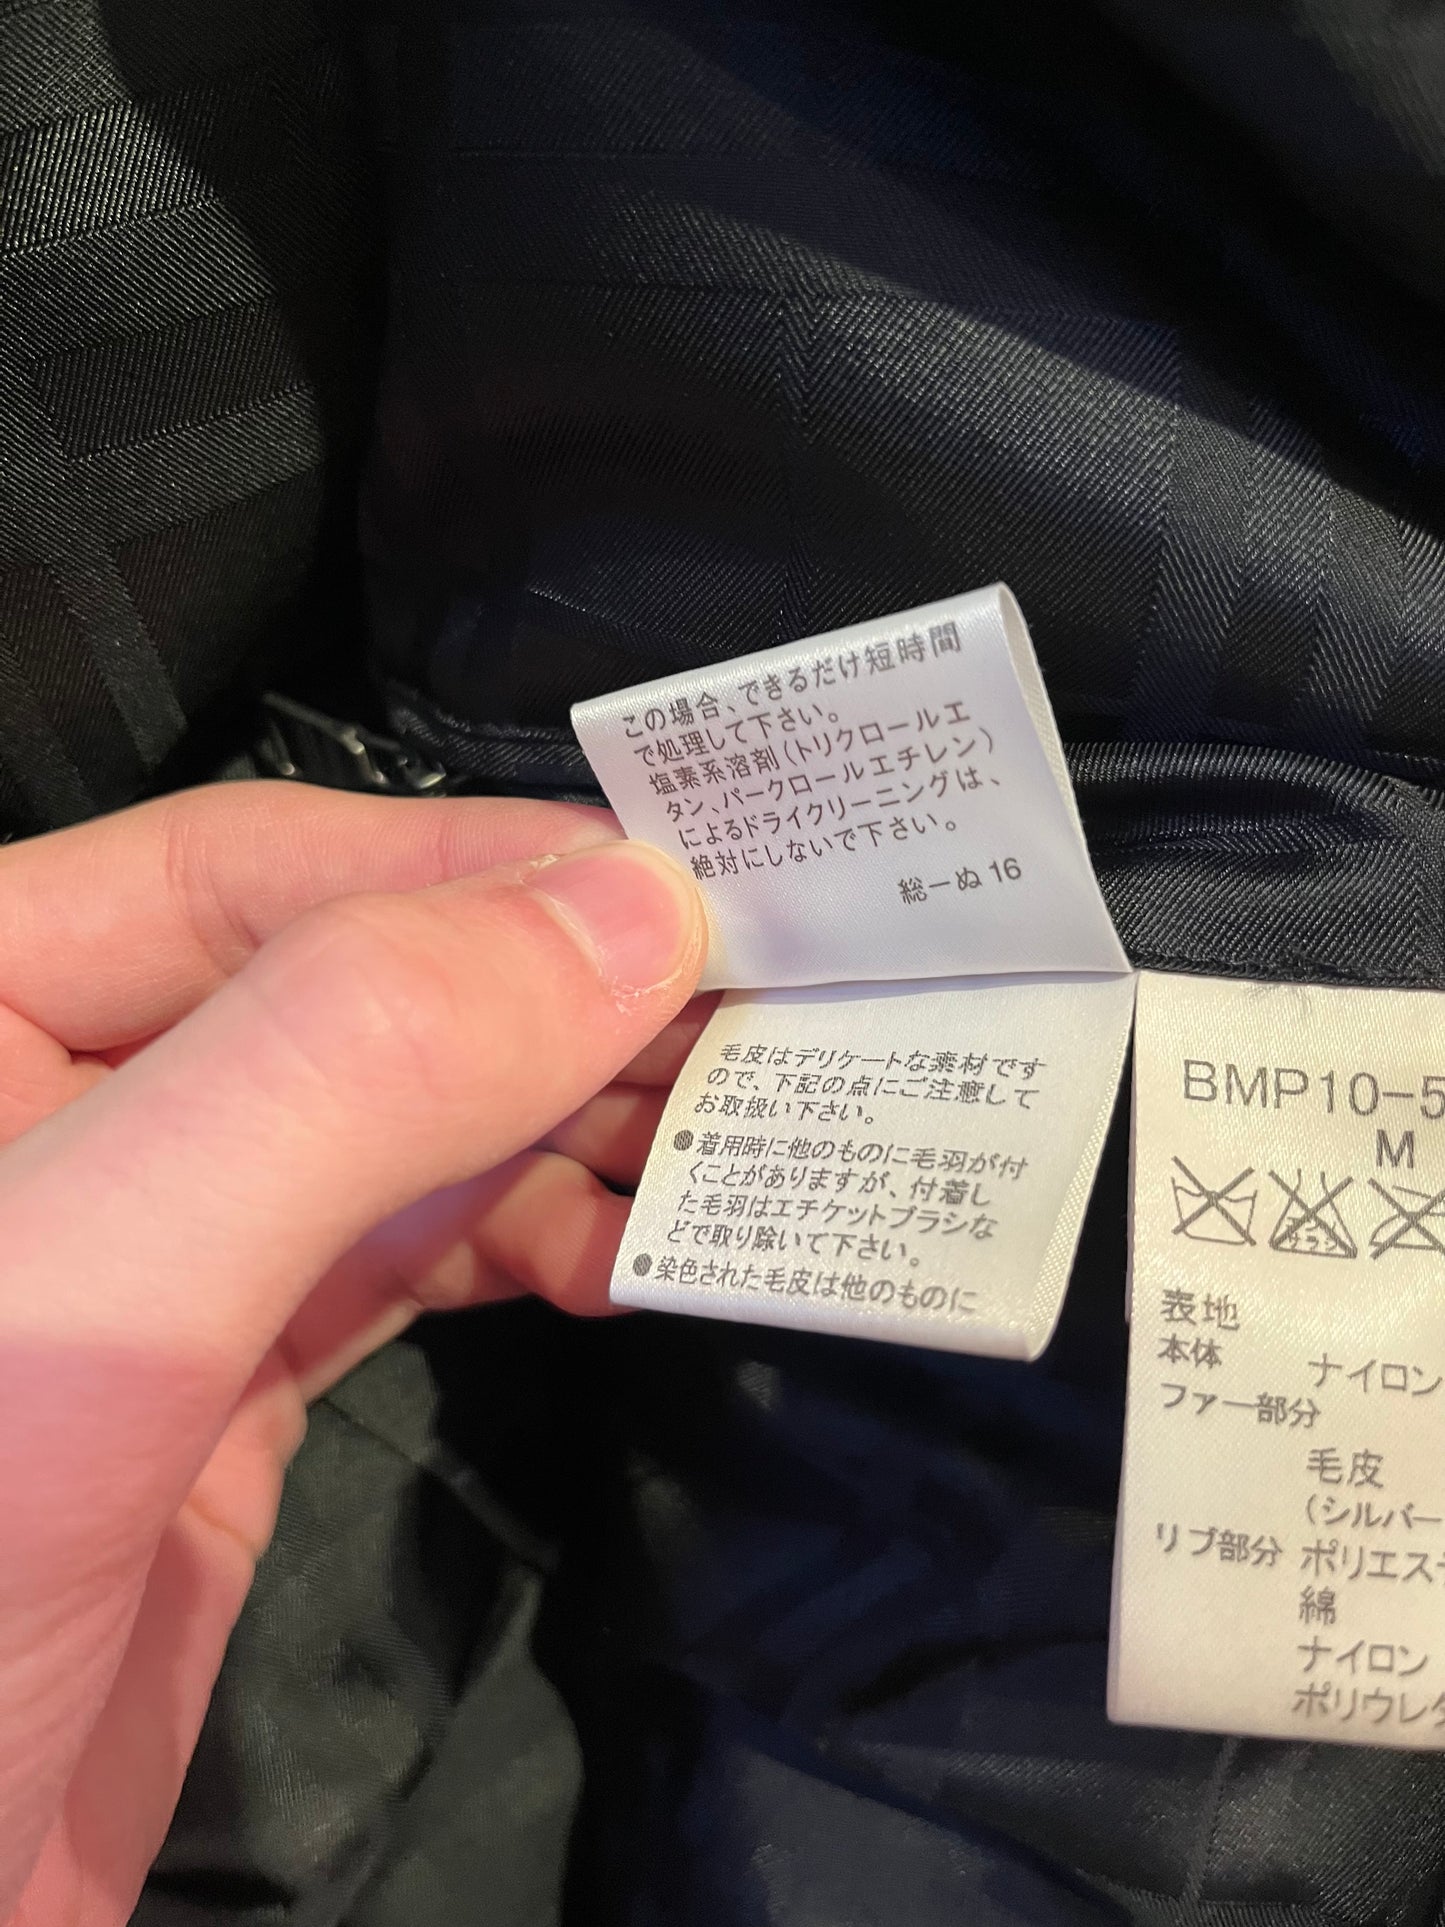 この場合、できるだけ短時間
で処理して下さい。
塩素系溶剤(トリクロールエ
タン、パークロールエチレン)
によるドライクリーニングは、
絶対にしないで下さい。
総ーぬ 16
毛皮はデリケートな素材です
ので、下記の点にご注意して
お取扱い下さい。
●着用時に他のものに毛羽が付
くことがありますが、付着し
た毛羽はエチケットブラシな
どで取り除いて下さい。
●染色された毛皮は他のものに
BMP10-5
M
表地
本体 ナイロン
ファー部分
毛皮
(シルバー
リブ部分 ポリエス
綿
ナイロン
ポリウレ